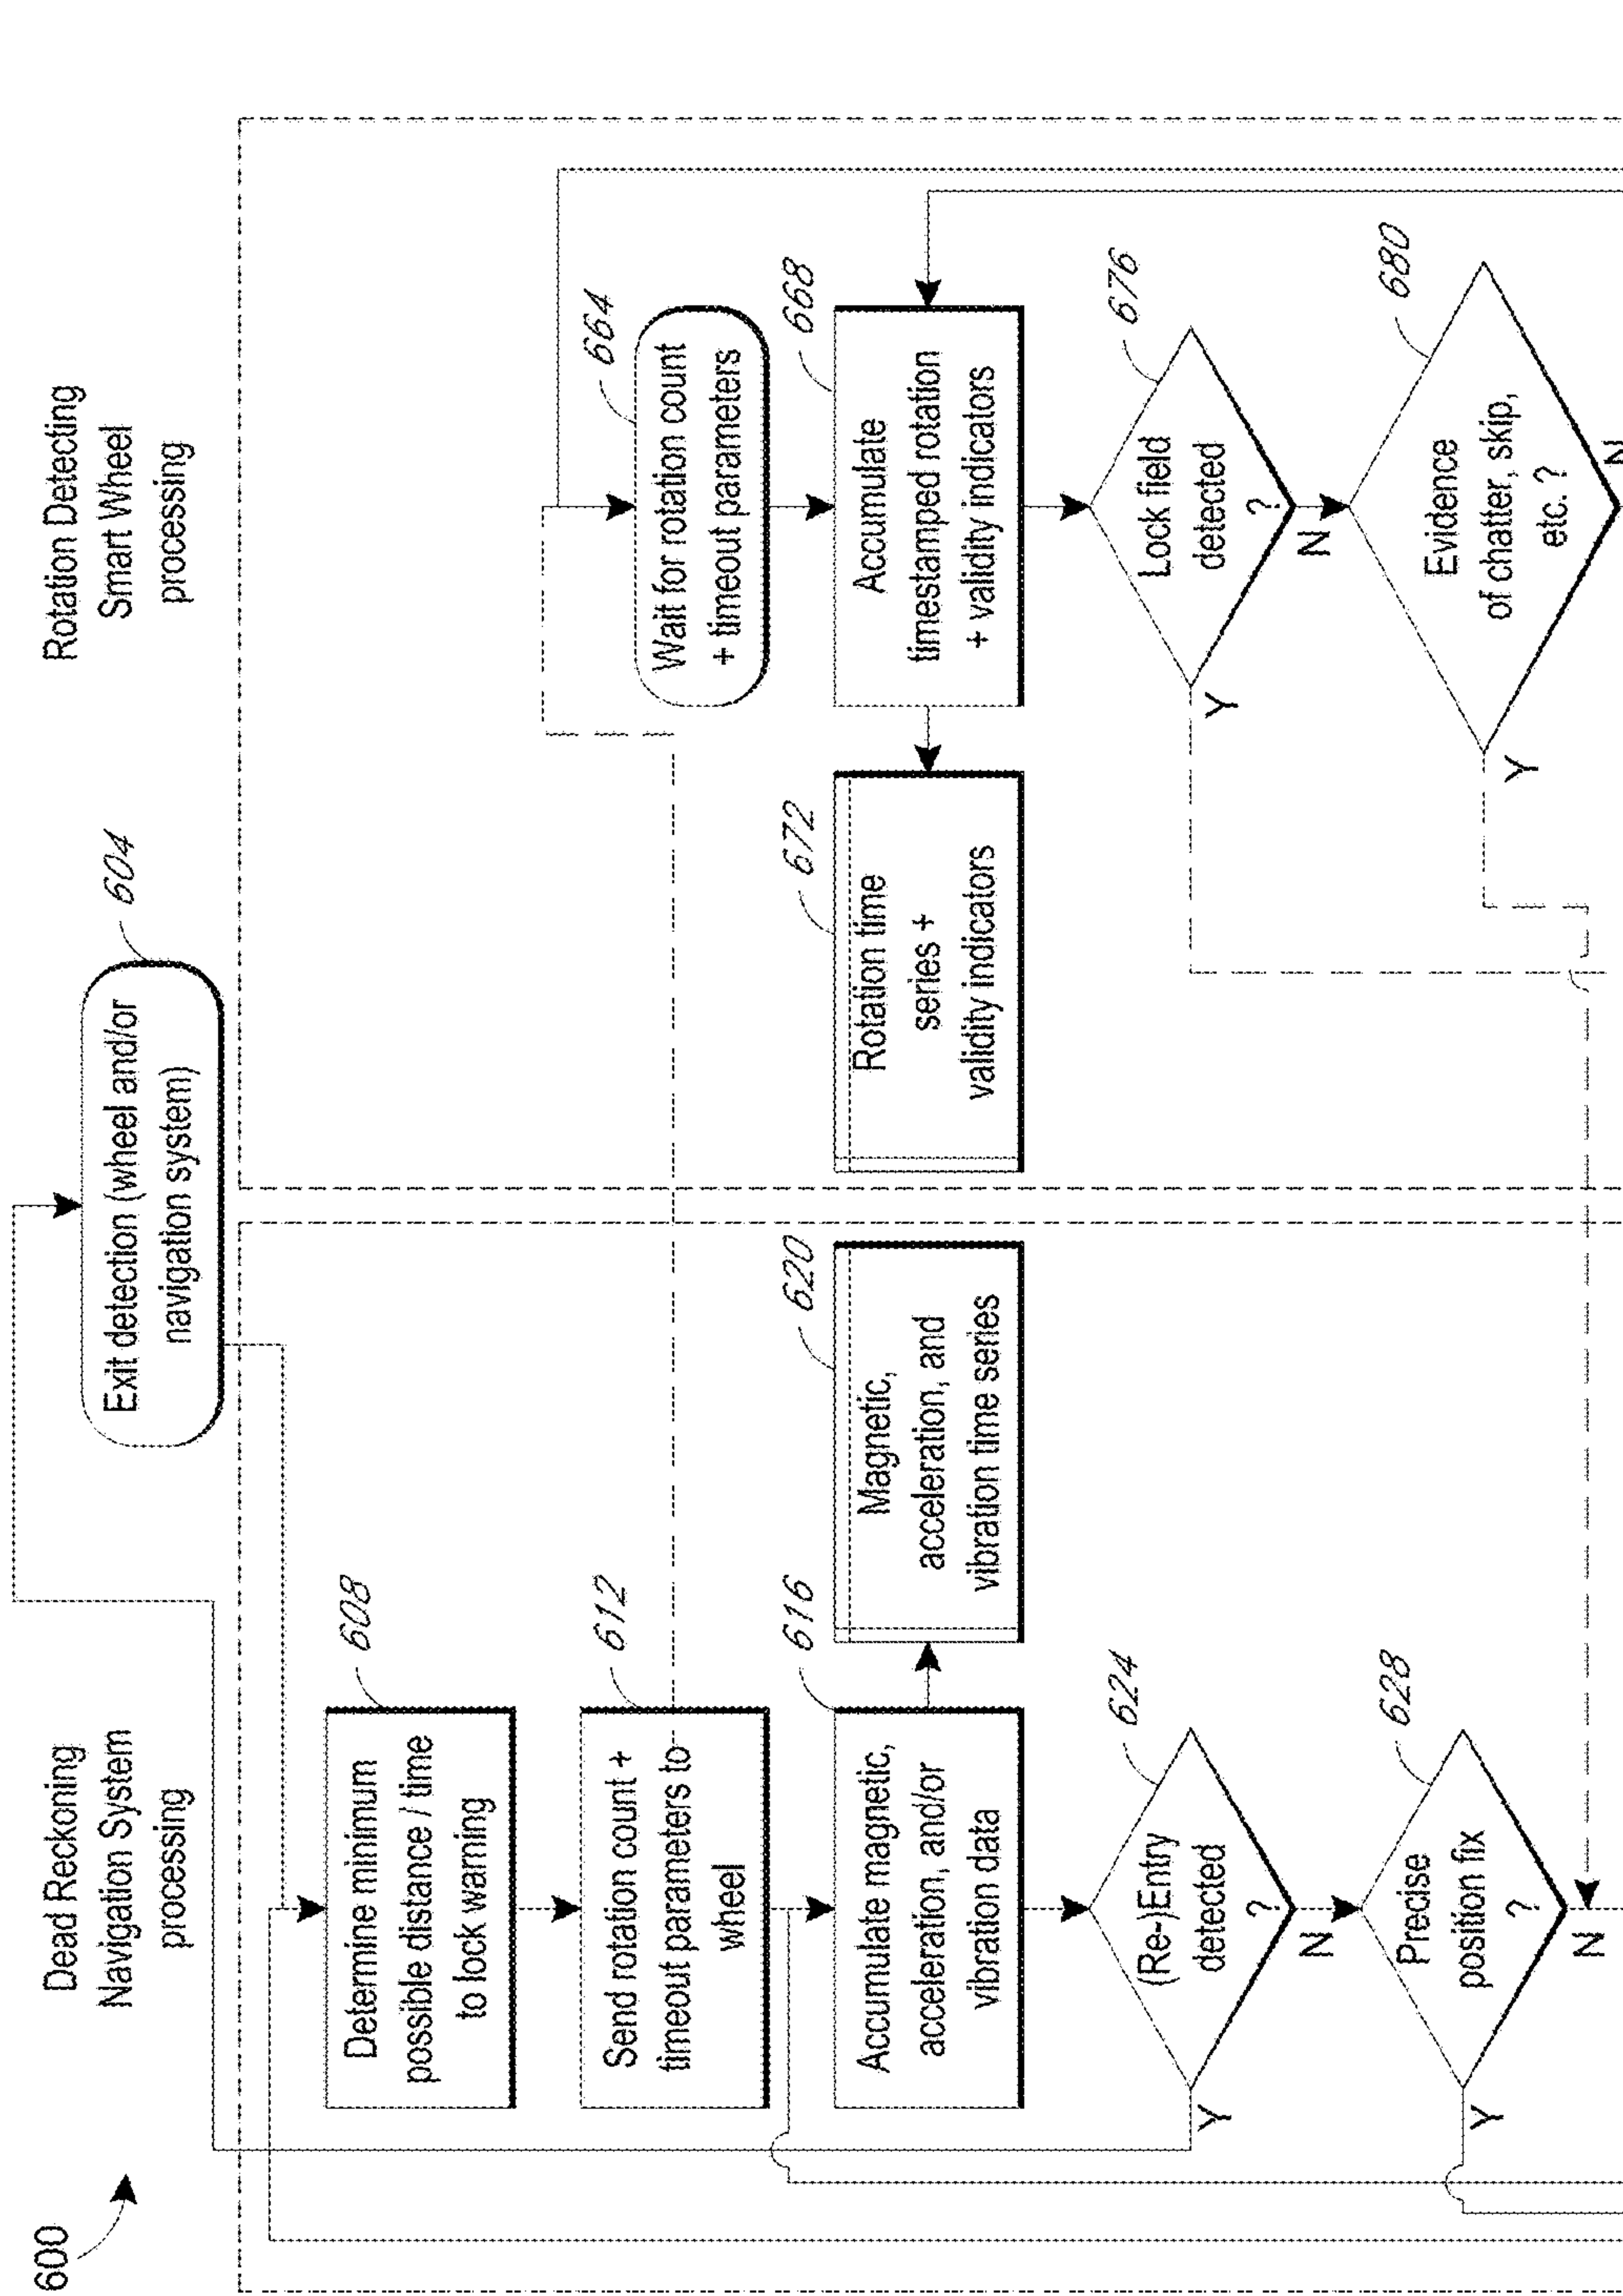 600
Dead Reckoning
Navigation System
processing
Rotation Detecting
Smart Wheel
processing
604
Exit detection (wheel and/or
navigation system)
608
Determine minimum
possible distance / time
to lock warning
612
Send rotation count +
timeout parameters to
wheel
664
Wait for rotation count
+ timeout parameters
616
Accumulate magnetic,
acceleration, and/or
vibration data
620
Magnetic,
acceleration, and
vibration time series
672
Rotation time
series +
validity indicators
668
Accumulate
timestamped rotation
+ validity indicators
624
(Re-)Entry
detected
?
Y
N
676
Lock field
detected
?
Y
N
628
Precise
position fix
?
Y
N
680
Evidence
of chatter, skip,
etc. ?
Y
N